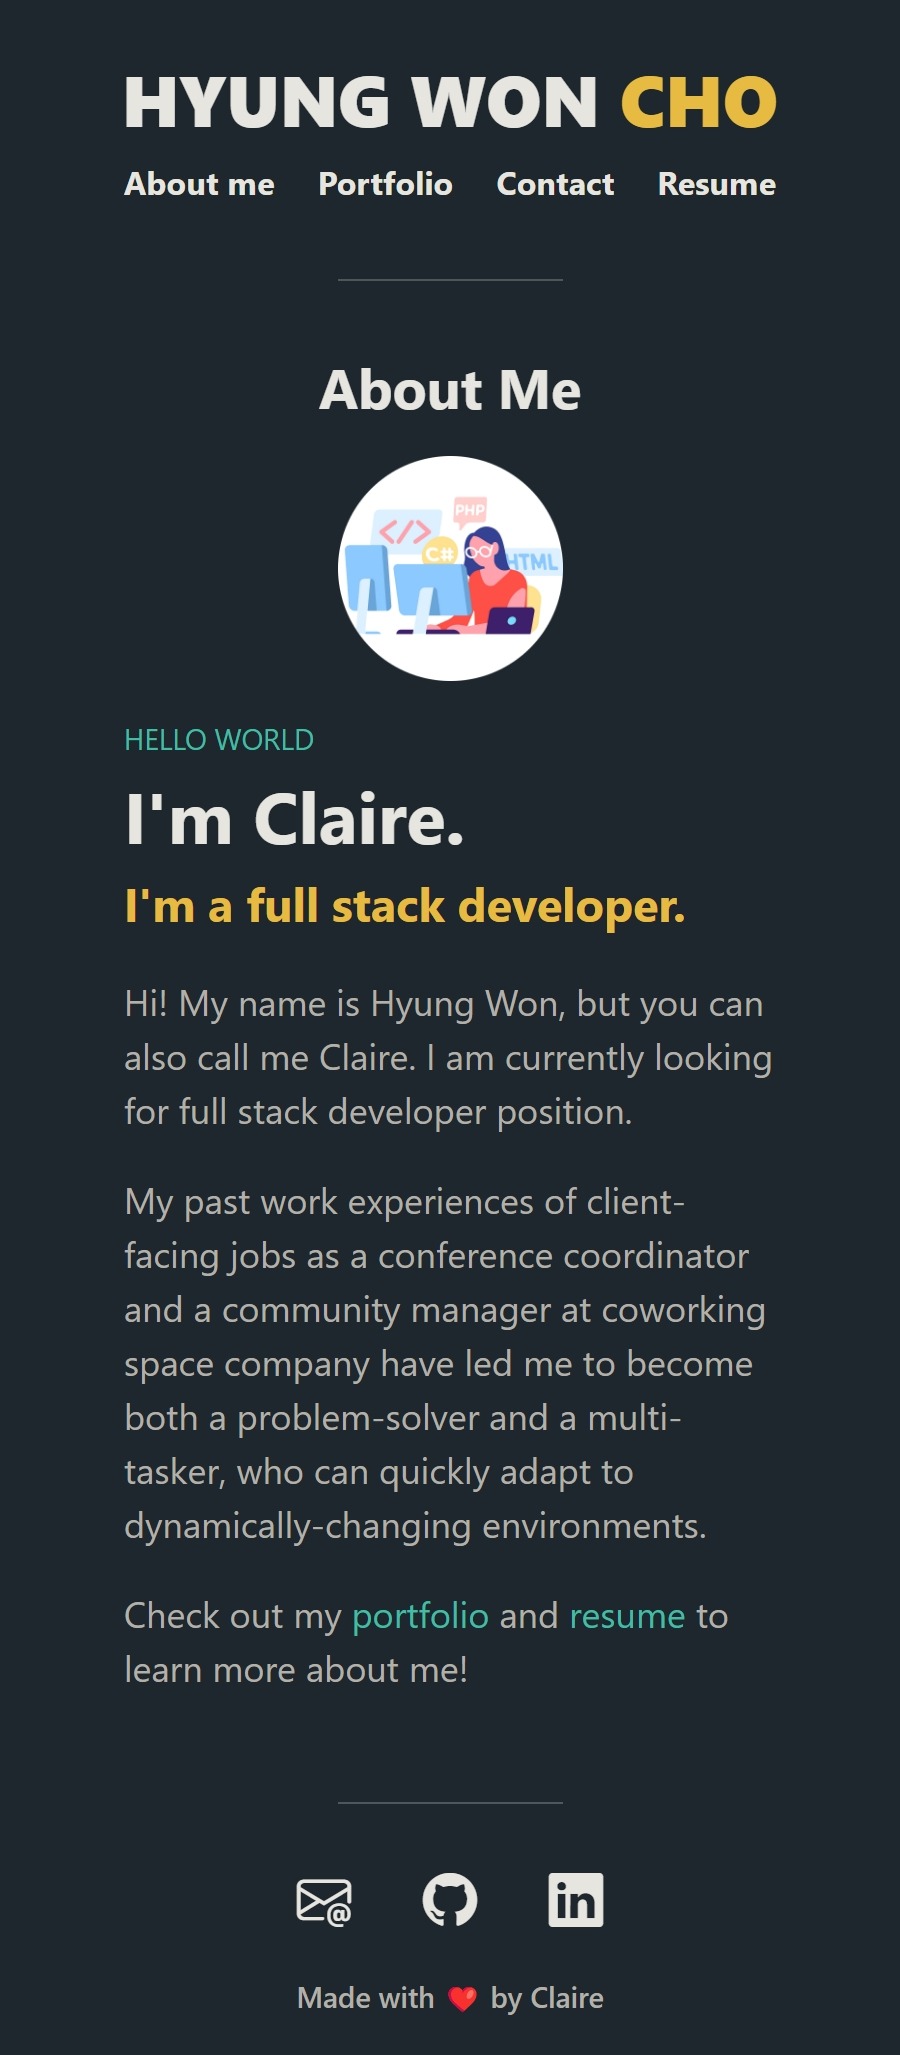 HYUNG WON CHO
About me Portfolio Contact Resume
About Me
</>
PHP
C#
HTML
HELLO WORLD
I'm Claire.
I'm a full stack developer.
Hi! My name is Hyung Won, but you can
also call me Claire. I am currently looking
for full stack developer position.
My past work experiences of client-
facing jobs as a conference coordinator
and a community manager at coworking
space company have led me to become
both a problem-solver and a multi-
tasker, who can quickly adapt to
dynamically-changing environments.
Check out my portfolio and resume to
learn more about me!
@
in
Made with ❤️ by Claire